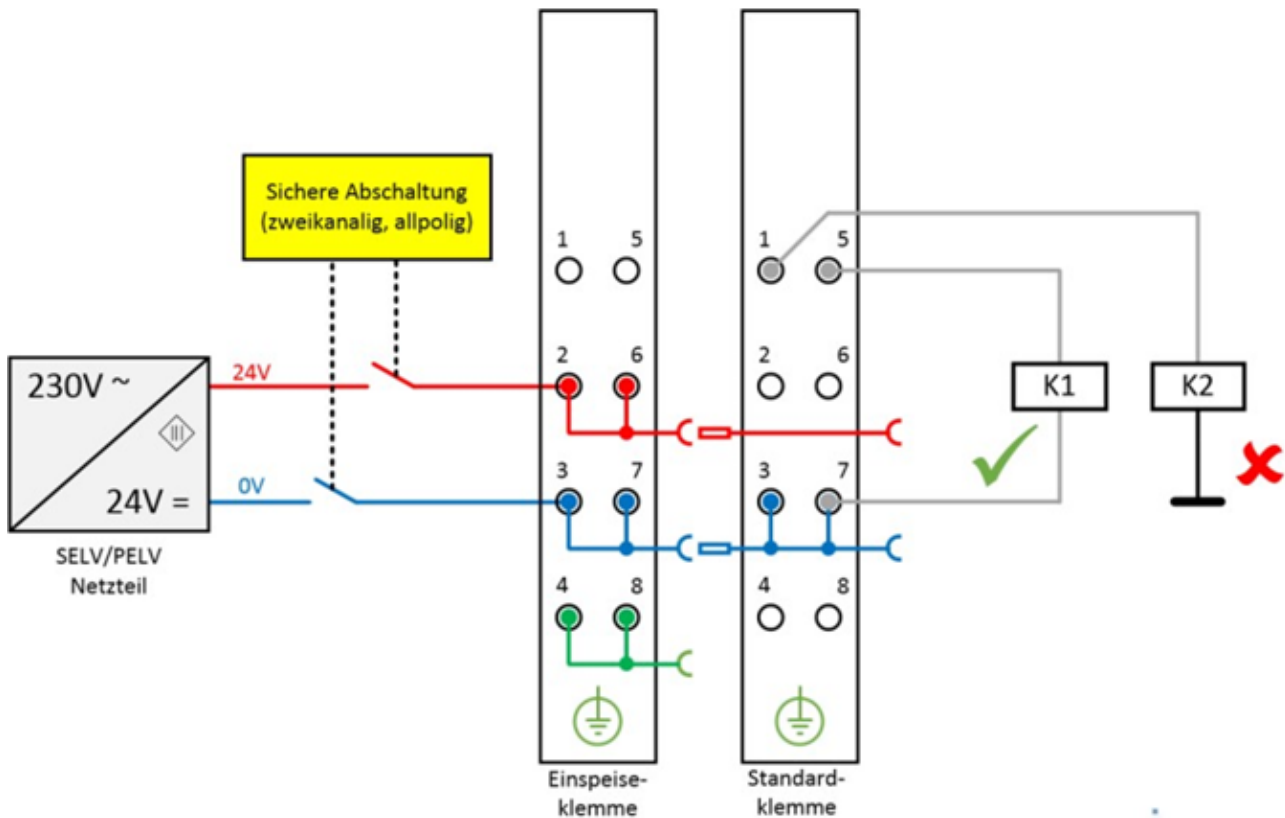 Sichere Abschaltung
(zweikanalig, allpolig)
230V ~
24V =
SELV/PELV
Netzteil
24V
0V
1 5
2 6
3 7
4 8
Einspeise-
klemme
1 5
2 6
3 7
4 8
Standard-
klemme
K1
K2